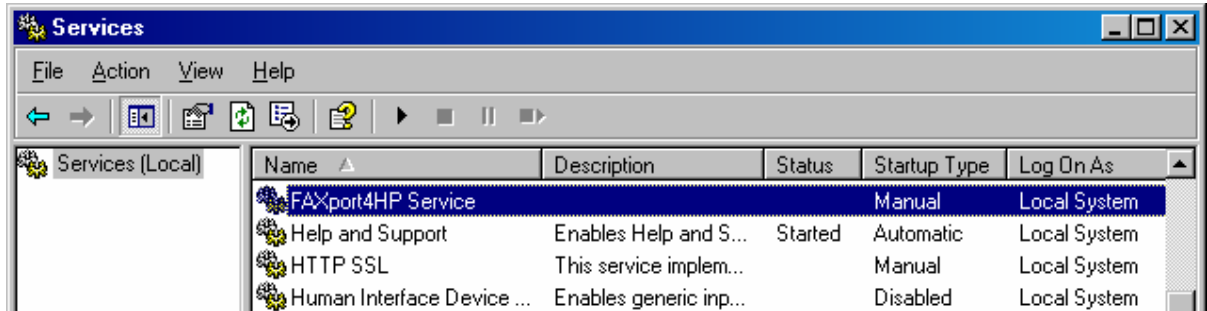 Services
File Action View Help
Services (Local)
Name Description Status Startup Type Log On As
FAXport4HP Service Manual Local System
Help and Support Enables Help and S... Started Automatic Local System
HTTP SSL This service implem... Manual Local System
Human Interface Device ... Enables generic inp... Disabled Local System